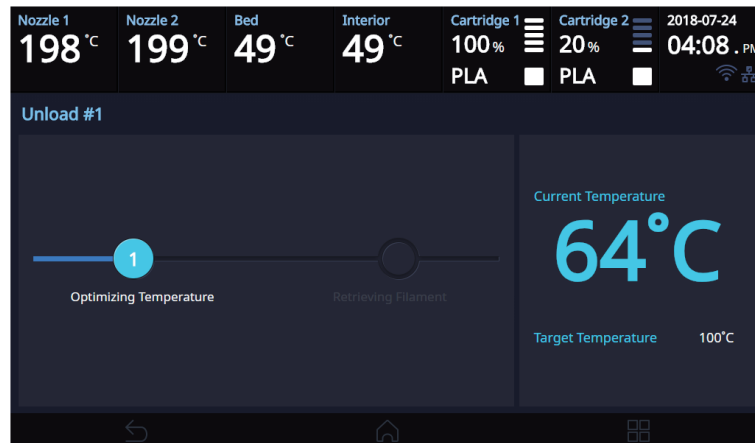 Nozzle 1
198 °C
Nozzle 2
199 °C
Bed
49 °C
Interior
49 °C
Cartridge 1
100 %
PLA
Cartridge 2
20 %
PLA
2018-07-24
04:08 . PM
Unload #1
1
Optimizing Temperature
Retrieving Filament
Current Temperature
64°C
Target Temperature 100°C